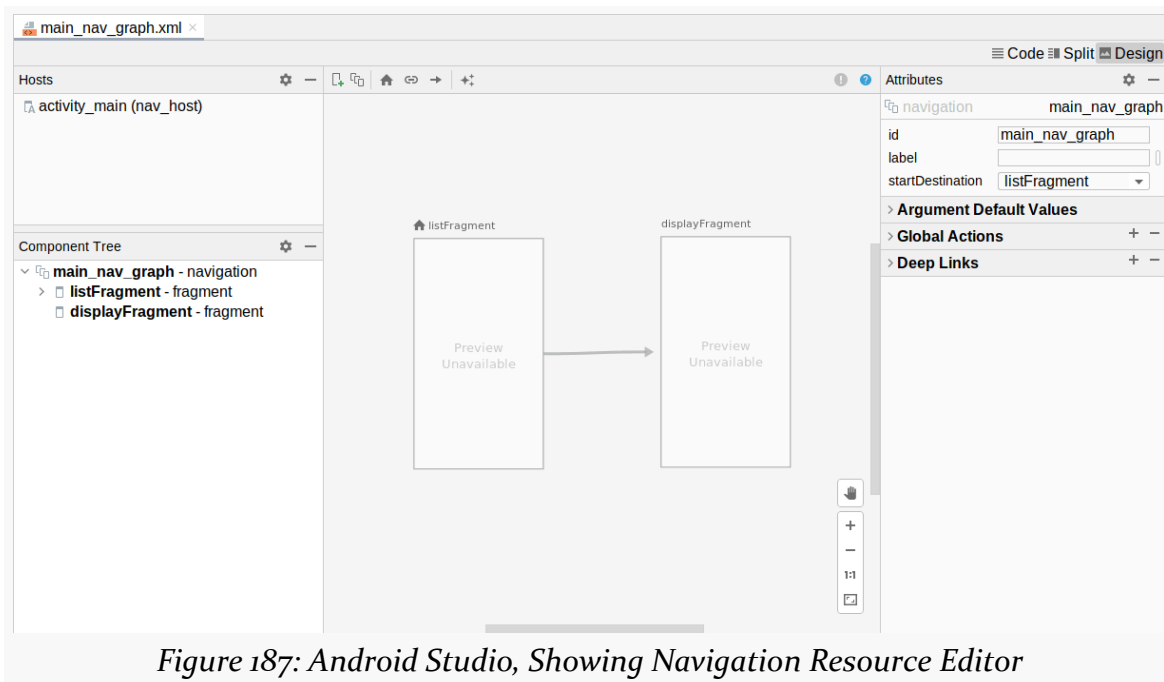 main_nav_graph.xml
Code Split Design
Hosts
activity_main (nav_host)
Component Tree
main_nav_graph - navigation
listFragment - fragment
displayFragment - fragment
listFragment
Preview
Unavailable
displayFragment
Preview
Unavailable
1:1
Attributes
navigation main_nav_graph
id main_nav_graph
label
startDestination listFragment
Argument Default Values
Global Actions
Deep Links
Figure 187: Android Studio, Showing Navigation Resource Editor